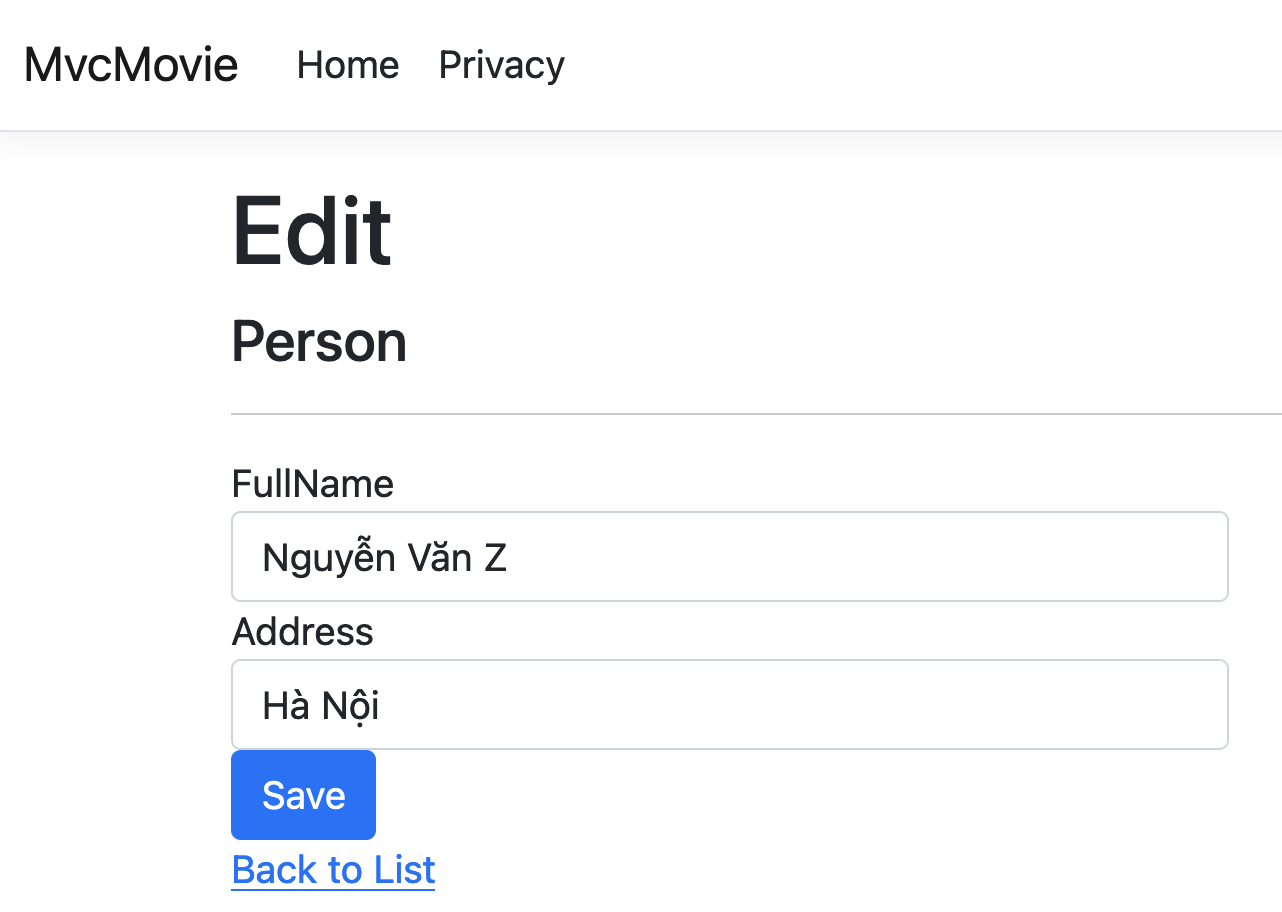 MvcMovie Home Privacy
Edit
Person
FullName
Nguyễn Văn Z
Address
Hà Nội
Save
Back to List